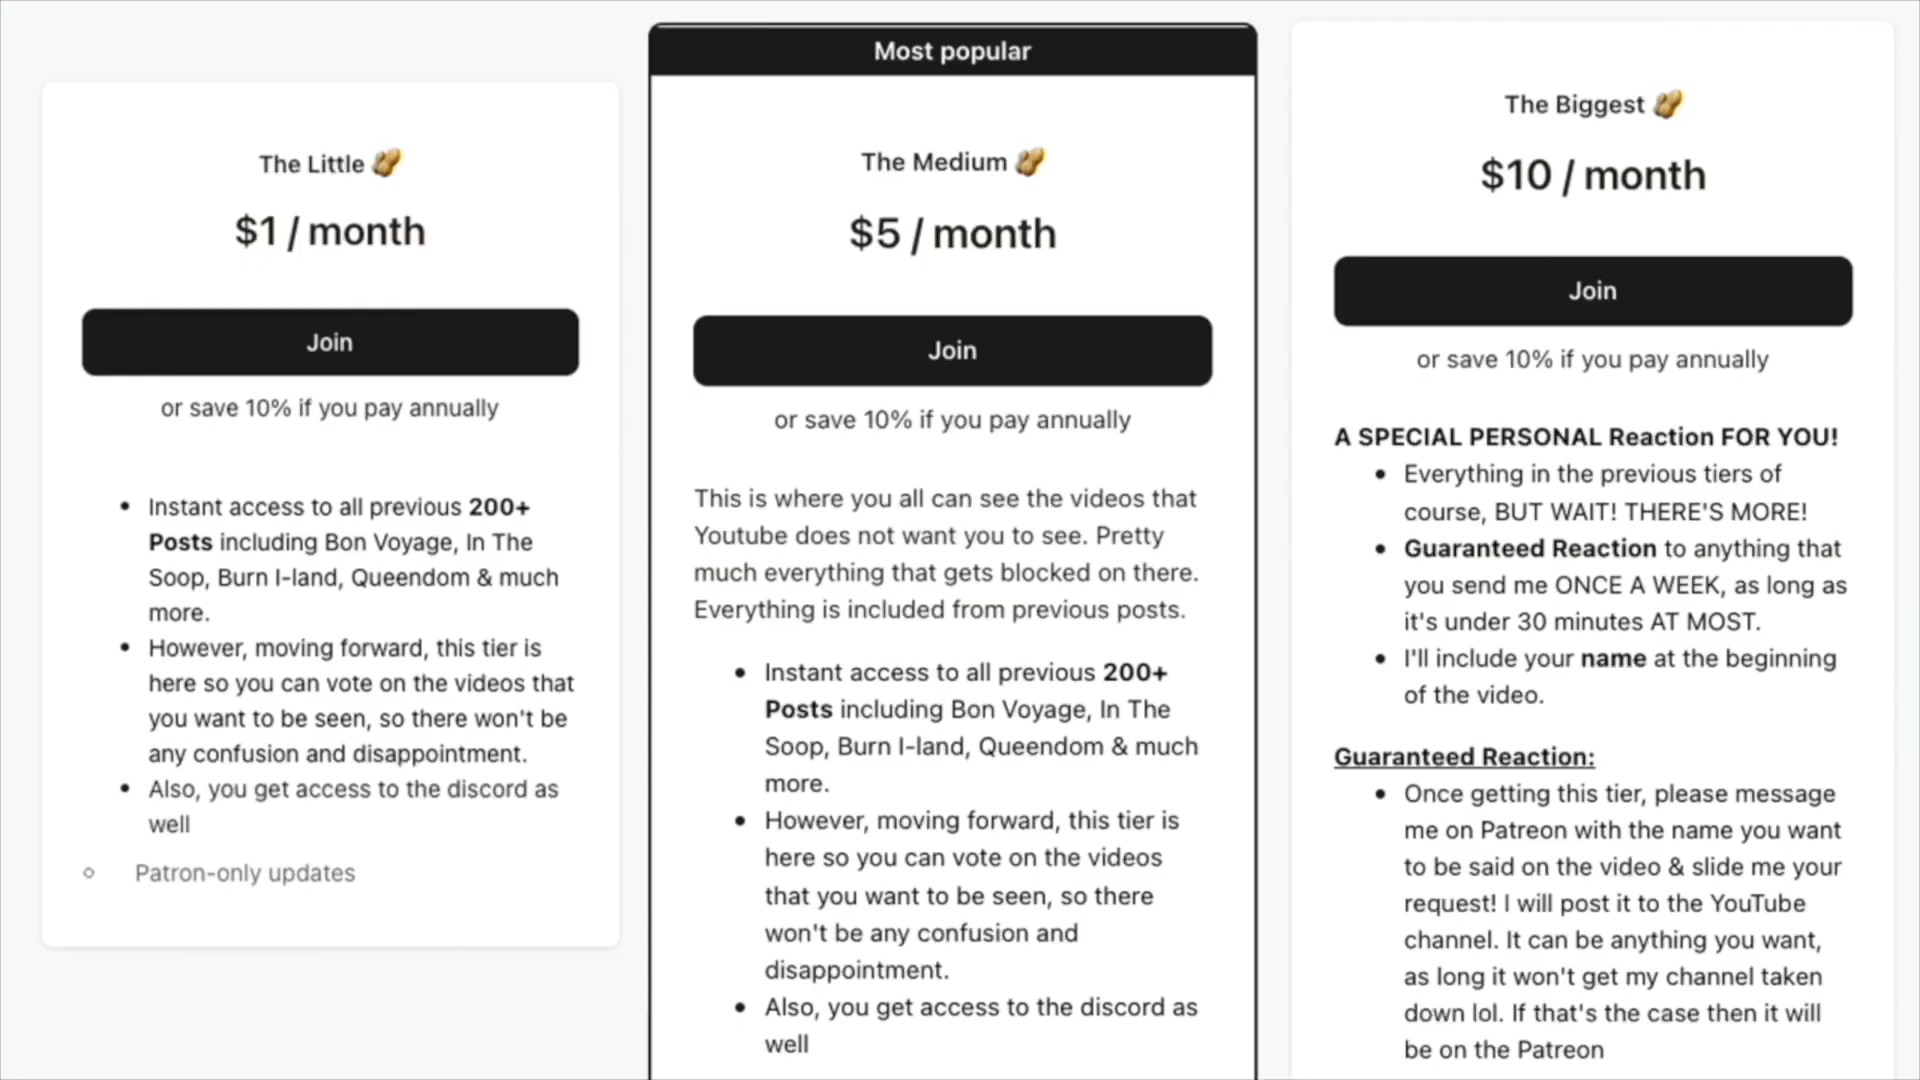 The Little 🥜
$1 / month
Join
or save 10% if you pay annually
• Instant access to all previous 200+
Posts including Bon Voyage, In The
Soop, Burn I-land, Queendom & much
more.
• However, moving forward, this tier is
here so you can vote on the videos that
you want to be seen, so there won't be
any confusion and disappointment.
• Also, you get access to the discord as
well
○ Patron-only updates
Most popular
The Medium 🥜
$5 / month
Join
or save 10% if you pay annually
This is where you all can see the videos that
Youtube does not want you to see. Pretty
much everything that gets blocked on there.
Everything is included from previous posts.
• Instant access to all previous 200+
Posts including Bon Voyage, In The
Soop, Burn I-land, Queendom & much
more.
• However, moving forward, this tier is
here so you can vote on the videos
that you want to be seen, so there
won't be any confusion and
disappointment.
• Also, you get access to the discord as
well
The Biggest 🥜
$10 / month
Join
or save 10% if you pay annually
A SPECIAL PERSONAL Reaction FOR YOU!
• Everything in the previous tiers of
course, BUT WAIT! THERE'S MORE!
• Guaranteed Reaction to anything that
you send me ONCE A WEEK, as long as
it's under 30 minutes AT MOST.
• I'll include your name at the beginning
of the video.
Guaranteed Reaction:
• Once getting this tier, please message
me on Patreon with the name you want
to be said on the video & slide me your
request! I will post it to the YouTube
channel. It can be anything you want,
as long it won't get my channel taken
down lol. If that's the case then it will
be on the Patreon